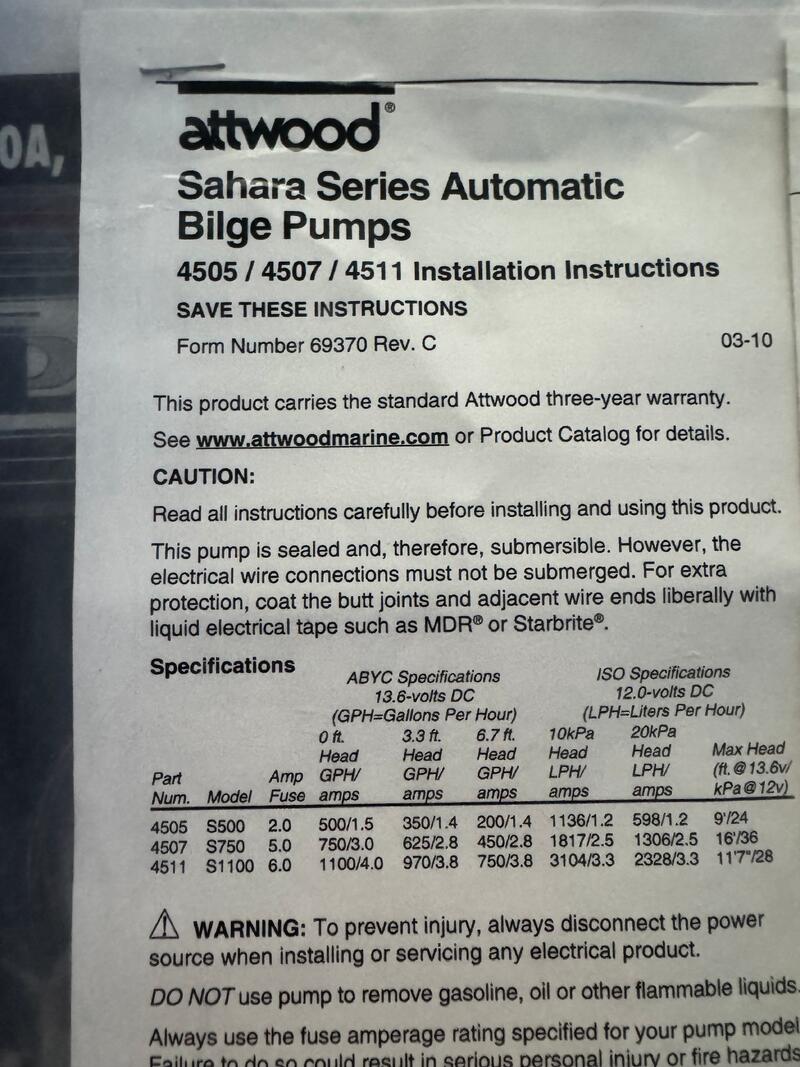 0A,
attwood®
Sahara Series Automatic
Bilge Pumps
4505 / 4507 / 4511 Installation Instructions
SAVE THESE INSTRUCTIONS
Form Number 69370 Rev. C 03-10
This product carries the standard Attwood three-year warranty.
See www.attwoodmarine.com or Product Catalog for details.
CAUTION:
Read all instructions carefully before installing and using this product.
This pump is sealed and, therefore, submersible. However, the
electrical wire connections must not be submerged. For extra
protection, coat the butt joints and adjacent wire ends liberally with
liquid electrical tape such as MDR® or Starbrite®.
Specifications
ABYC Specifications ISO Specifications
13.6-volts DC 12.0-volts DC
(GPH=Gallons Per Hour) (LPH=Liters Per Hour)
0 ft. 3.3 ft. 6.7 ft. 10kPa 20kPa
Head Head Head Head Head Max Head
Part Amp GPH/ GPH/ GPH/ LPH/ LPH/ (ft.@13.6v/
Num. Model Fuse amps amps amps amps amps kPa@12v)
4505 S500 2.0 500/1.5 350/1.4 200/1.4 1136/1.2 598/1.2 9'/24
4507 S750 5.0 750/3.0 625/2.8 450/2.8 1817/2.5 1306/2.5 16'/36
4511 S1100 6.0 1100/4.0 970/3.8 750/3.8 3104/3.3 2328/3.3 11'7"/28
WARNING: To prevent injury, always disconnect the power
source when installing or servicing any electrical product.
DO NOT use pump to remove gasoline, oil or other flammable liquids.
Always use the fuse amperage rating specified for your pump model
Failure to do so could result in serious personal injury or fire hazards